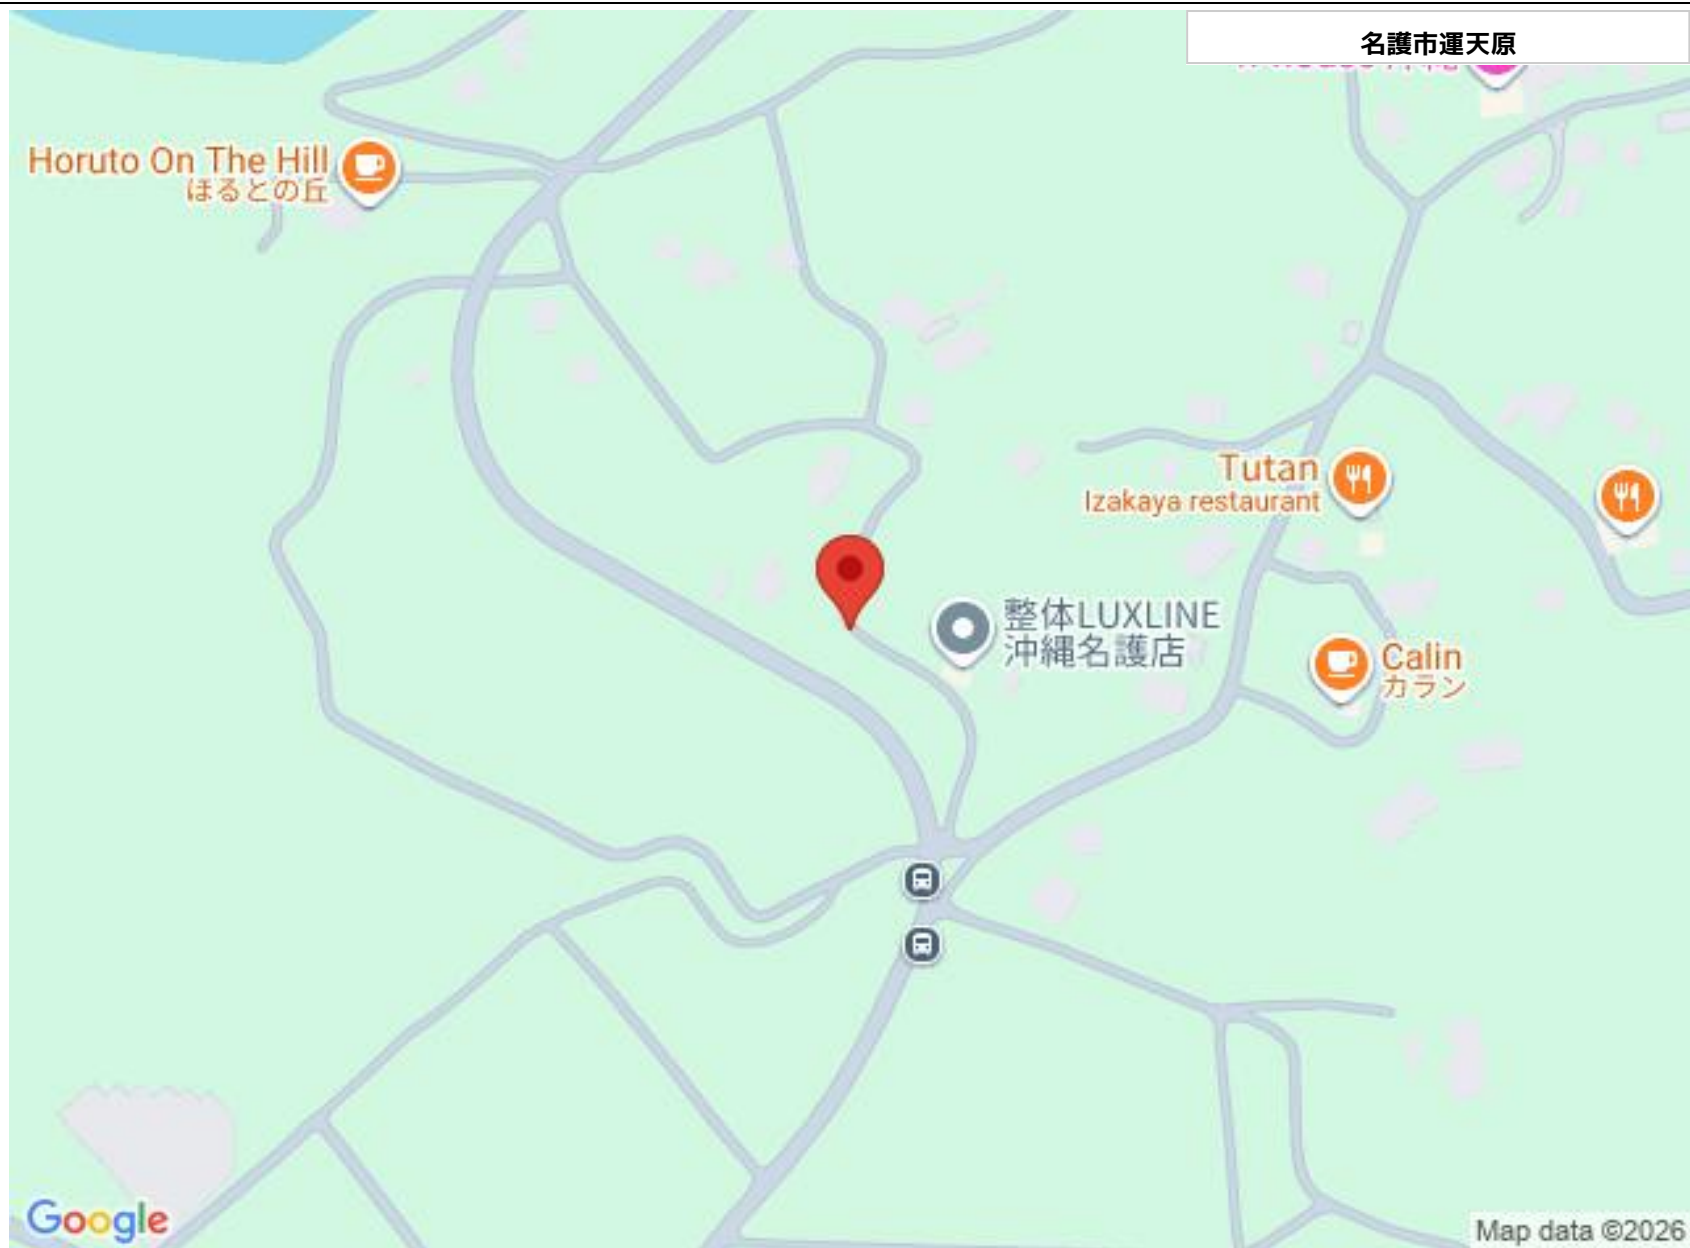 名護市運天原
Horuto On The Hill
ほるとの丘
Tutan
Izakaya restaurant
整体LUXLINE
沖縄名護店
Calin
カラン
Google
Map data ©2026